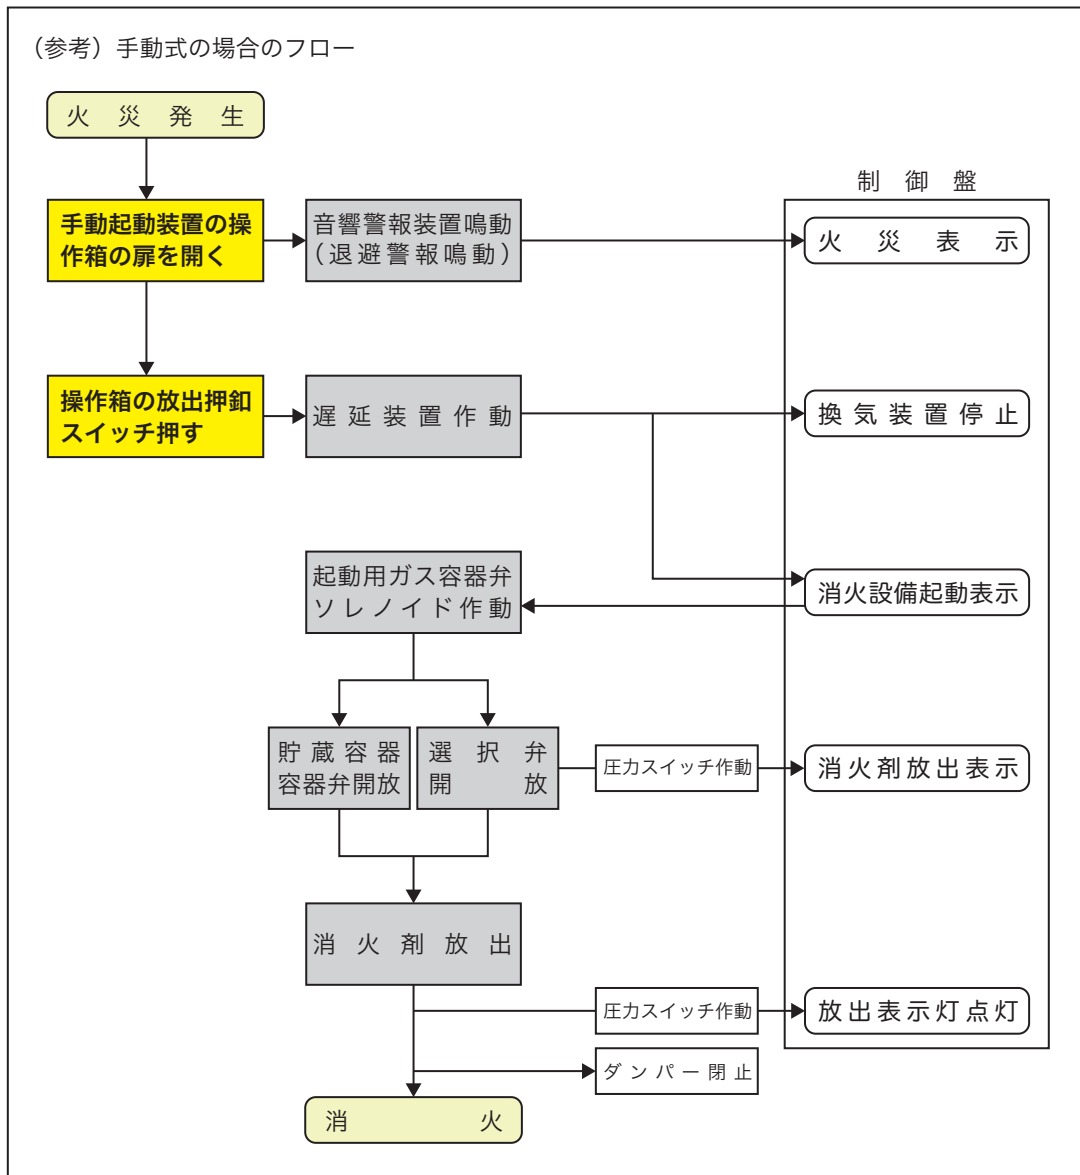 （参考）手動式の場合のフロー
火災発生
制御盤
手動起動装置の操
作箱の扉を開く
音響警報装置鳴動
（退避警報鳴動）
火災表示
操作箱の放出押釦
スイッチ押す
遅延装置作動
換気装置停止
起動用ガス容器弁
ソレノイド作動
消火設備起動表示
貯蔵容器
容器弁開放
選択弁
開放
圧力スイッチ作動
消火剤放出表示
消火剤放出
圧力スイッチ作動
放出表示灯点灯
ダンパー閉止
消火